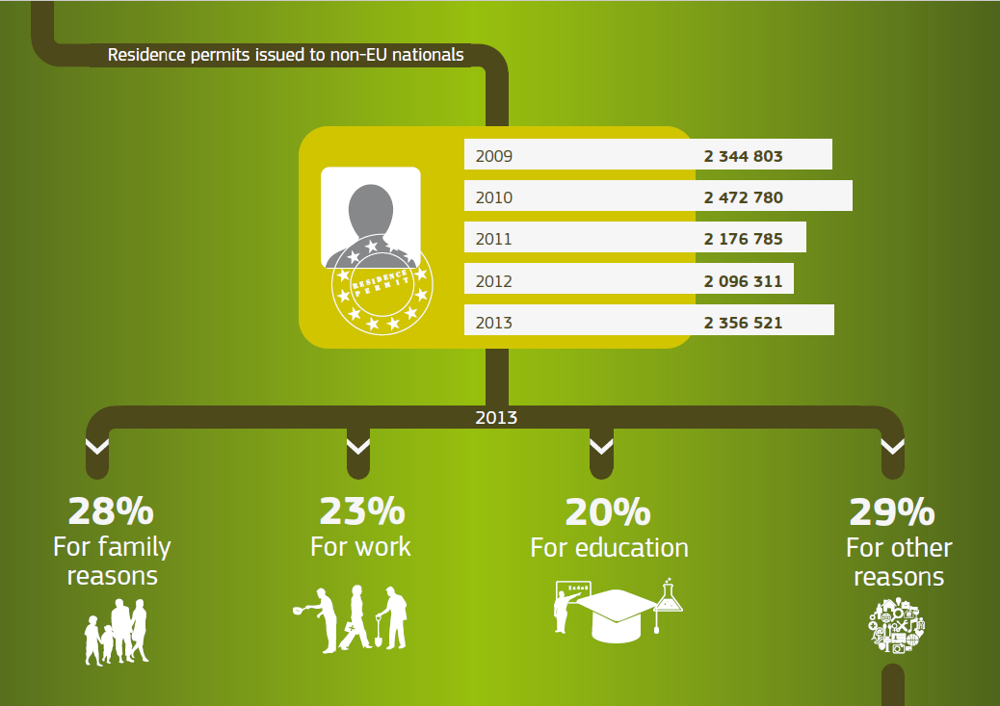 Residence permits issued to non-EU nationals
2009 2 344 803
2010 2 472 780
2011 2 176 785
2012 2 096 311
2013 2 356 521
RESIDENCE
PERMIT
2013
28%
For family
reasons
23%
For work
20%
For education
29%
For other
reasons
2x4=8